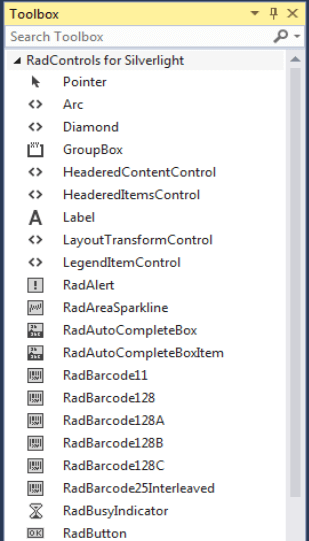 Toolbox
Search Toolbox
RadControls for Silverlight
Pointer
Arc
Diamond
GroupBox
HeaderedContentControl
HeaderedItemsControl
A Label
LayoutTransformControl
LegendItemControl
RadAlert
RadAreaSparkline
RadAutoCompleteBox
RadAutoCompleteBoxItem
RadBarcode11
RadBarcode128
RadBarcode128A
RadBarcode128B
RadBarcode128C
RadBarcode25Interleaved
RadBusyIndicator
OK RadButton